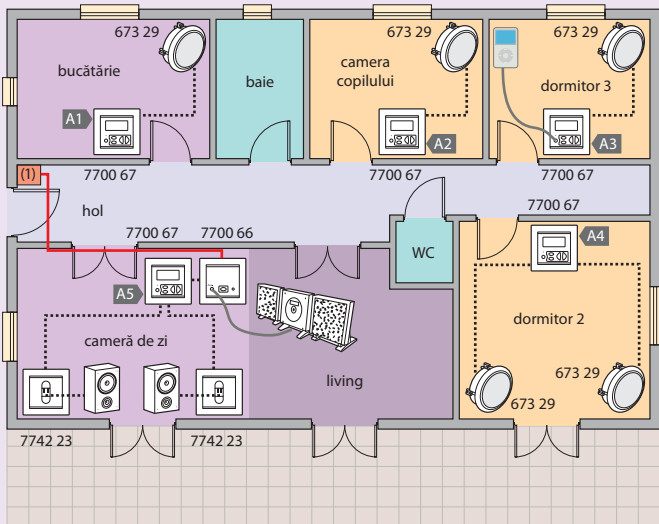 673 29
673 29
673 29
bucătărie
baie
camera
copilului
dormitor 3
A1
A2
A3
(1)
7700 67
7700 67
7700 67
hol
7700 67
7700 67
7700 66
A4
WC
A5
dormitor 2
cameră de zi
living
673 29
673 29
7742 23
7742 23